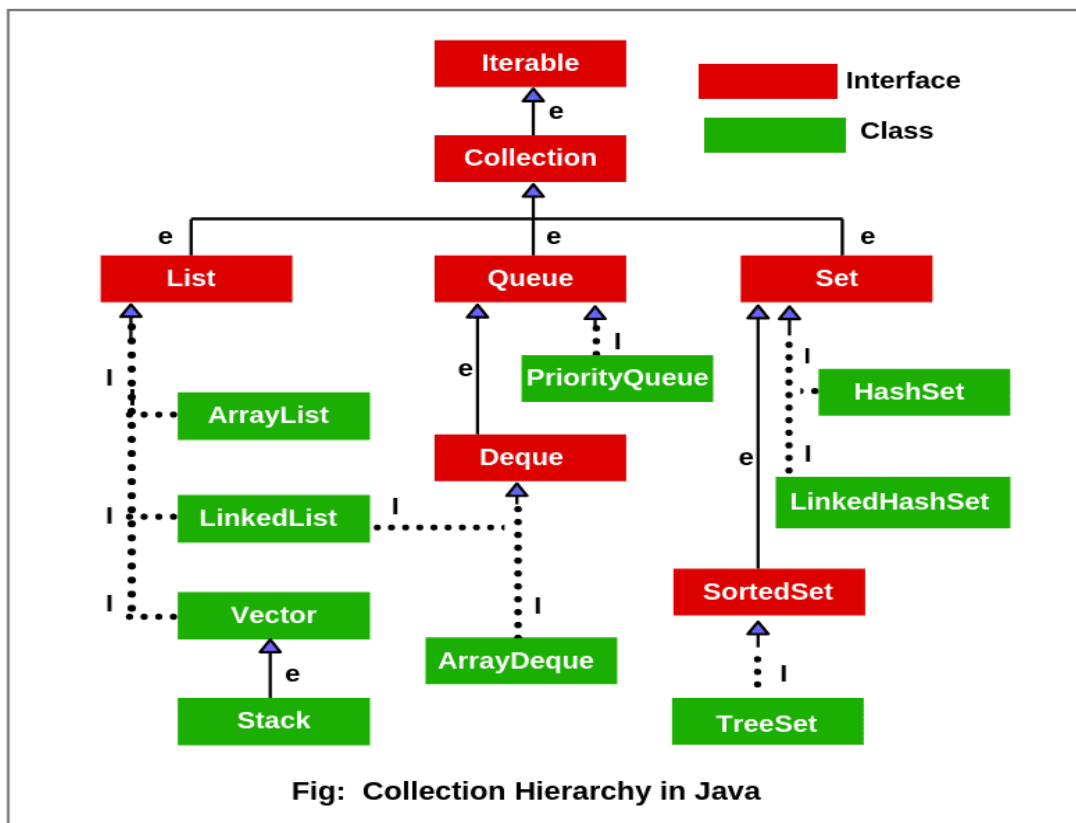 Iterable
Interface
e
Class
Collection
e
e
e
List
Queue
Set
I
I
I
e
PriorityQueue
HashSet
ArrayList
Deque
e
I
LinkedHashSet
I
LinkedList
I
SortedSet
I
Vector
I
I
ArrayDeque
e
I
Stack
TreeSet
Fig: Collection Hierarchy in Java